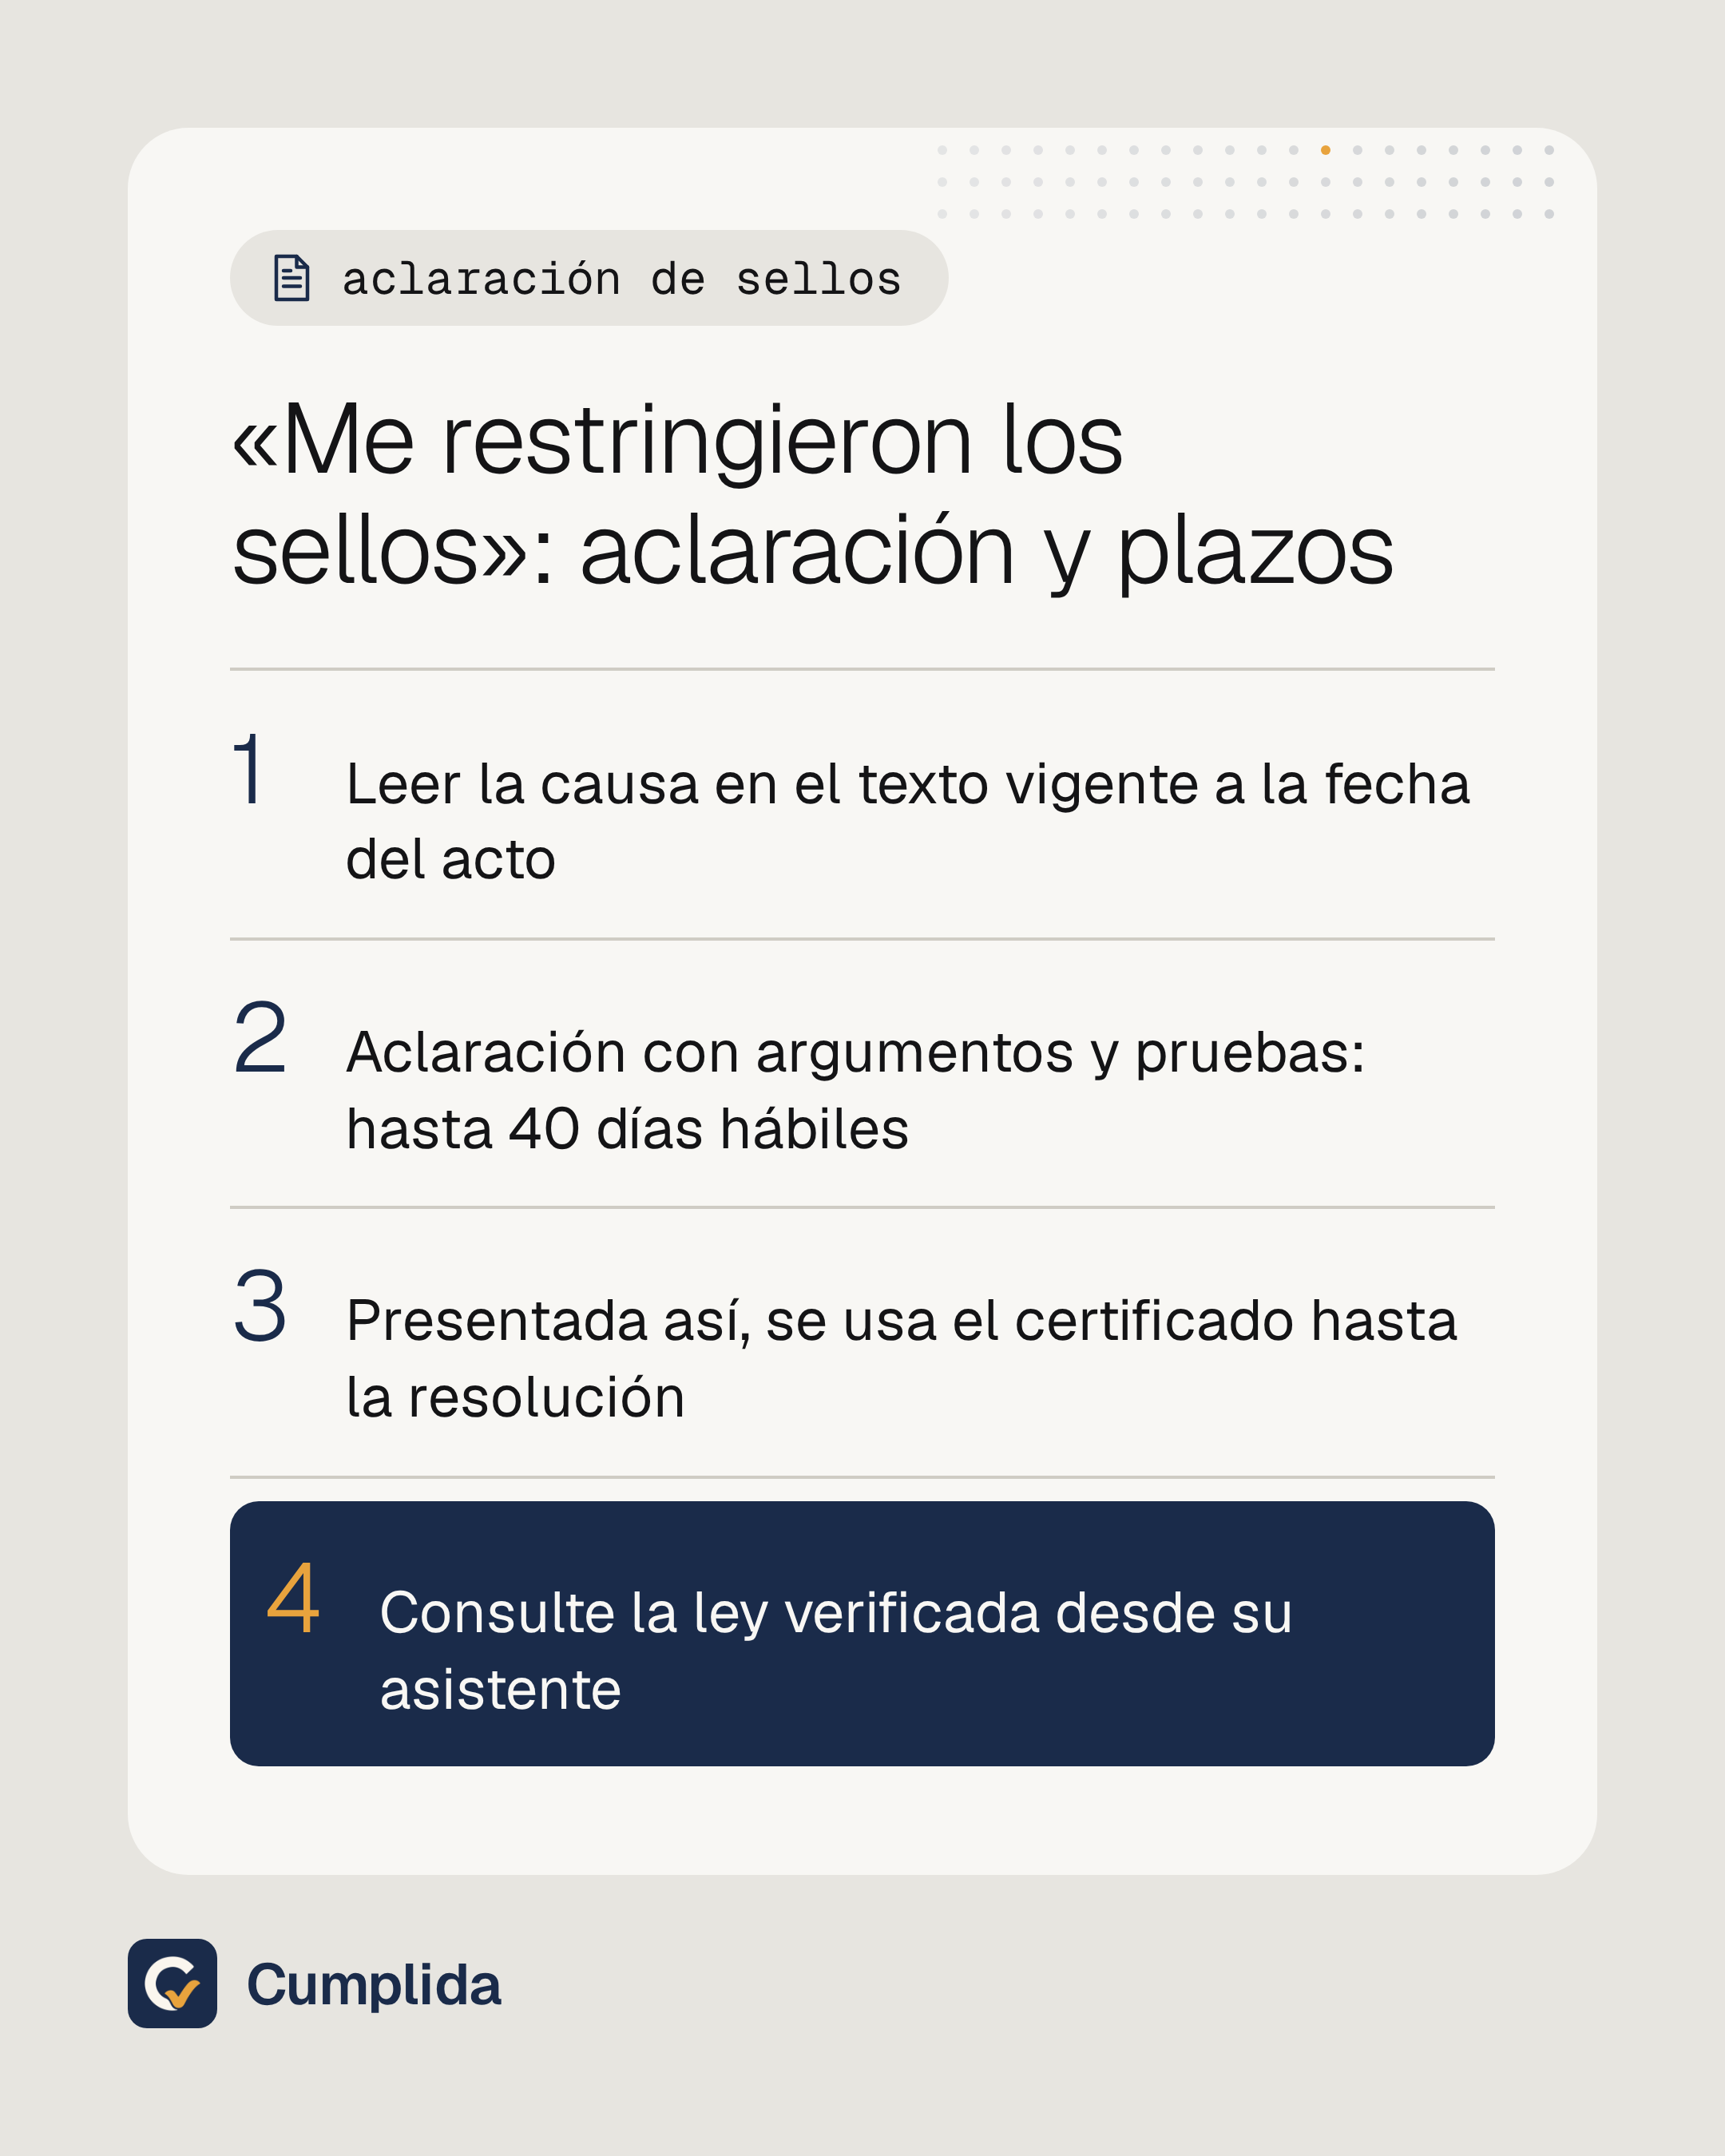 aclaración de sellos
«Me restringieron los
sellos»: aclaración y plazos
1
Leer la causa en el texto vigente a la fecha
del acto
2
Aclaración con argumentos y pruebas:
hasta 40 días hábiles
3
Presentada así, se usa el certificado hasta
la resolución
4
Consulte la ley verificada desde su
asistente
Cumplida